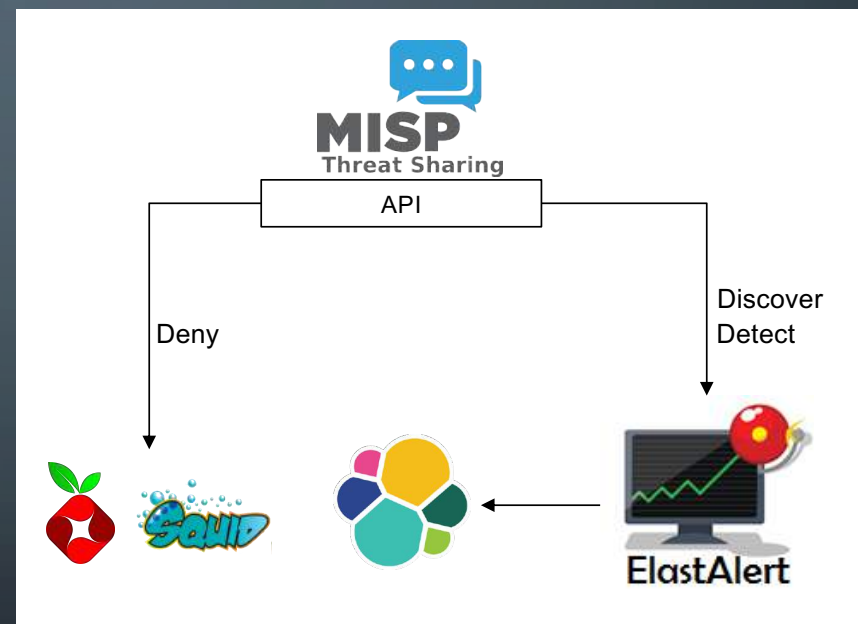 MISP
Threat Sharing
API
Deny
Discover
Detect
SQUID
ElastAlert